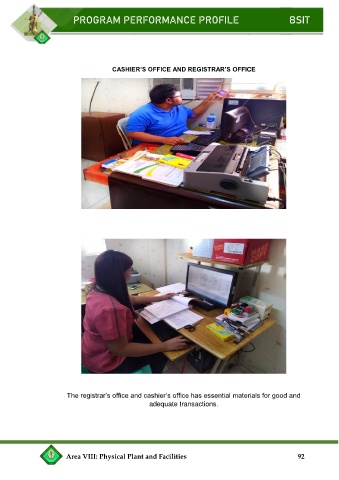 PROGRAM PERFORMANCE PROFILE BSIT
CASHIER'S OFFICE AND REGISTRAR'S OFFICE
The registrar's office and cashier's office has essential materials for good and
adequate transactions.
Area VIII: Physical Plant and Facilities 92